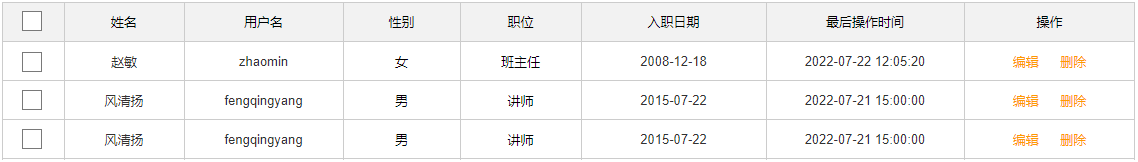 姓名 用户名 性别 职位 入职日期 最后操作时间 操作
赵敏 zhaomin 女 班主任 2008-12-18 2022-07-22 12:05:20 编辑 删除
风清扬 fengqingyang 男 讲师 2015-07-22 2022-07-21 15:00:00 编辑 删除
风清扬 fengqingyang 男 讲师 2015-07-22 2022-07-21 15:00:00 编辑 删除